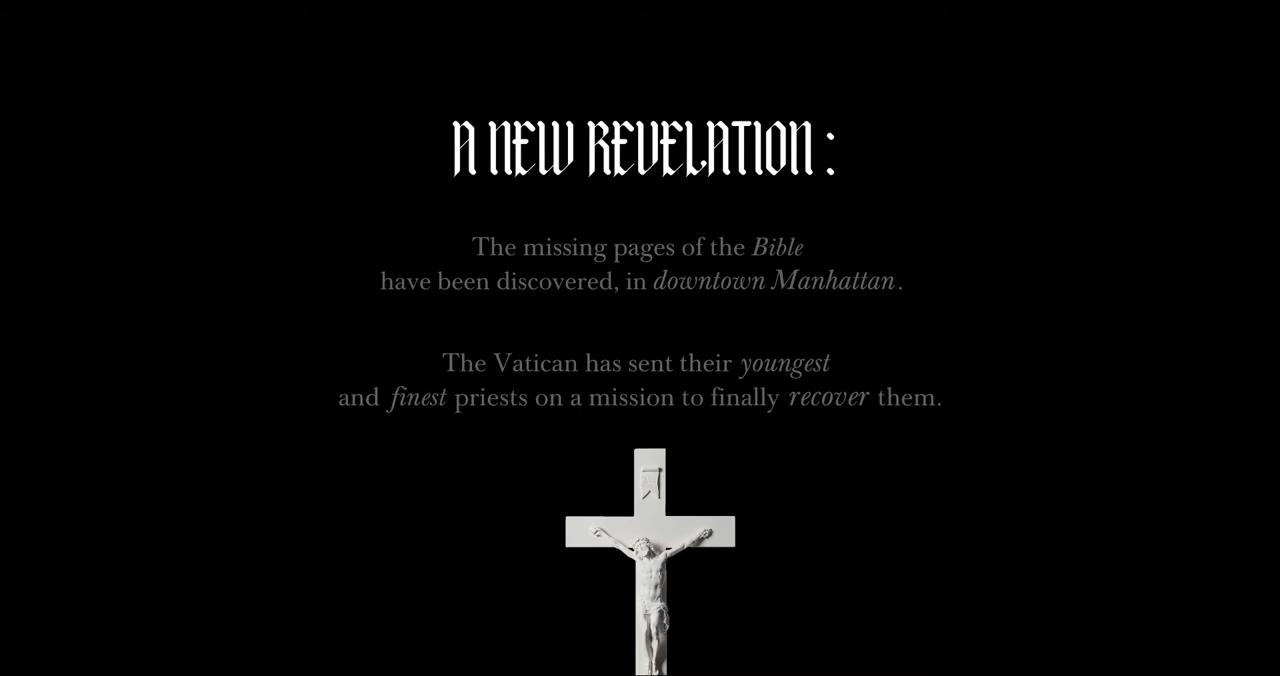 A NEW REVELATION :
The missing pages of the Bible
have been discovered, in downtown Manhattan.
The Vatican has sent their youngest
and finest priests on a mission to finally recover them.